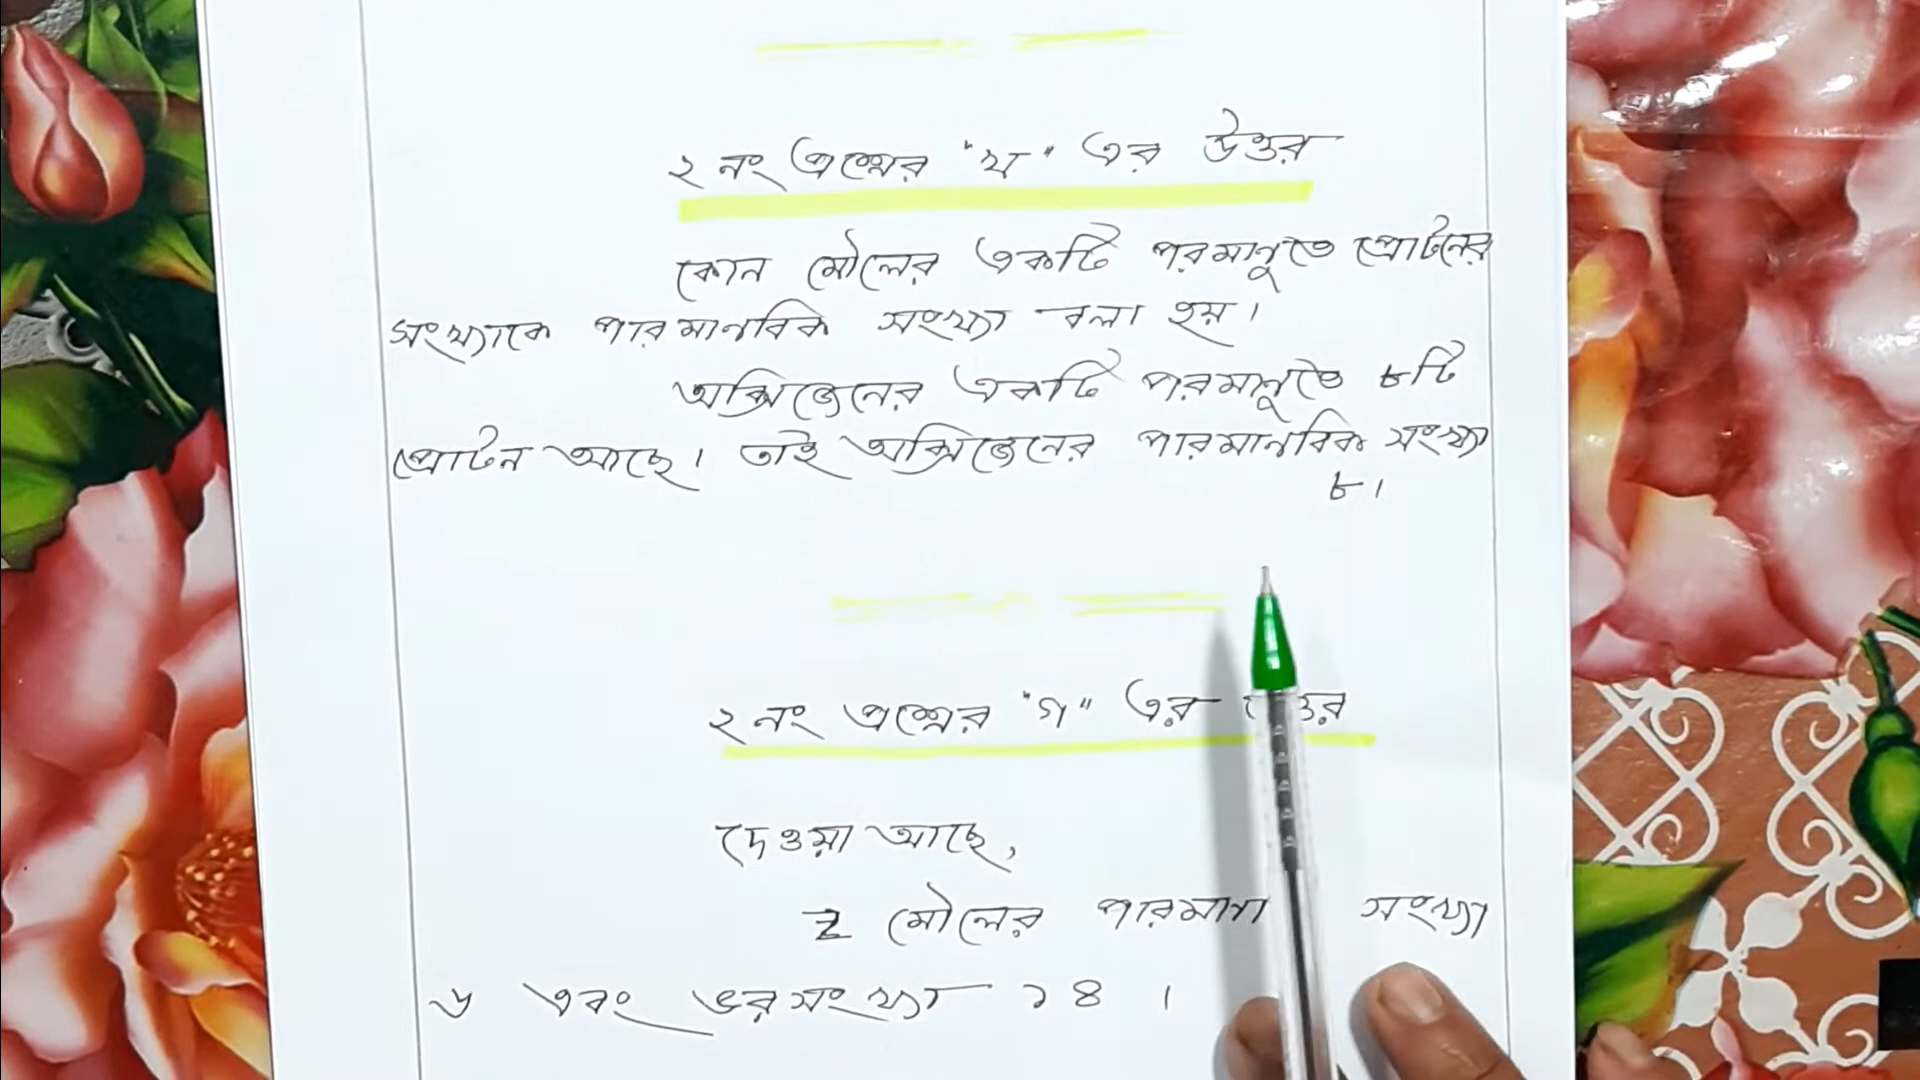 ২ নং প্রশ্নের "খ" এর উত্তর
কোন মৌলের একটি পরমানুতে প্রোটনের
সংখ্যাকে পারমানবিক সংখ্যা বলা হয়।
অক্সিজেনের একটি পরমানুতে ৮টি
প্রোটন আছে। তাই অক্সিজেনের পারমানবিক সংখ্যা
৮।
২ নং প্রশ্নের "গ" এর
দেওয়া আছে,
Z মৌলের সংখ্যা
৬ এবং ভরসংখ্যা ১৪ ।